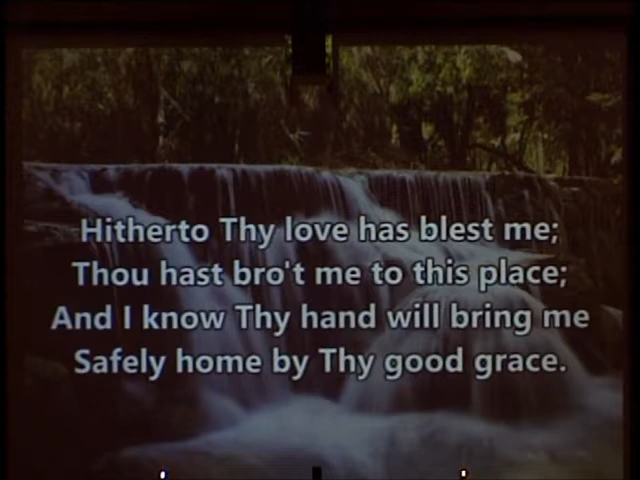 Hitherto Thy love has blest me;
Thou hast bro't me to this place;
And I know Thy hand will bring me
Safely home by Thy good grace.